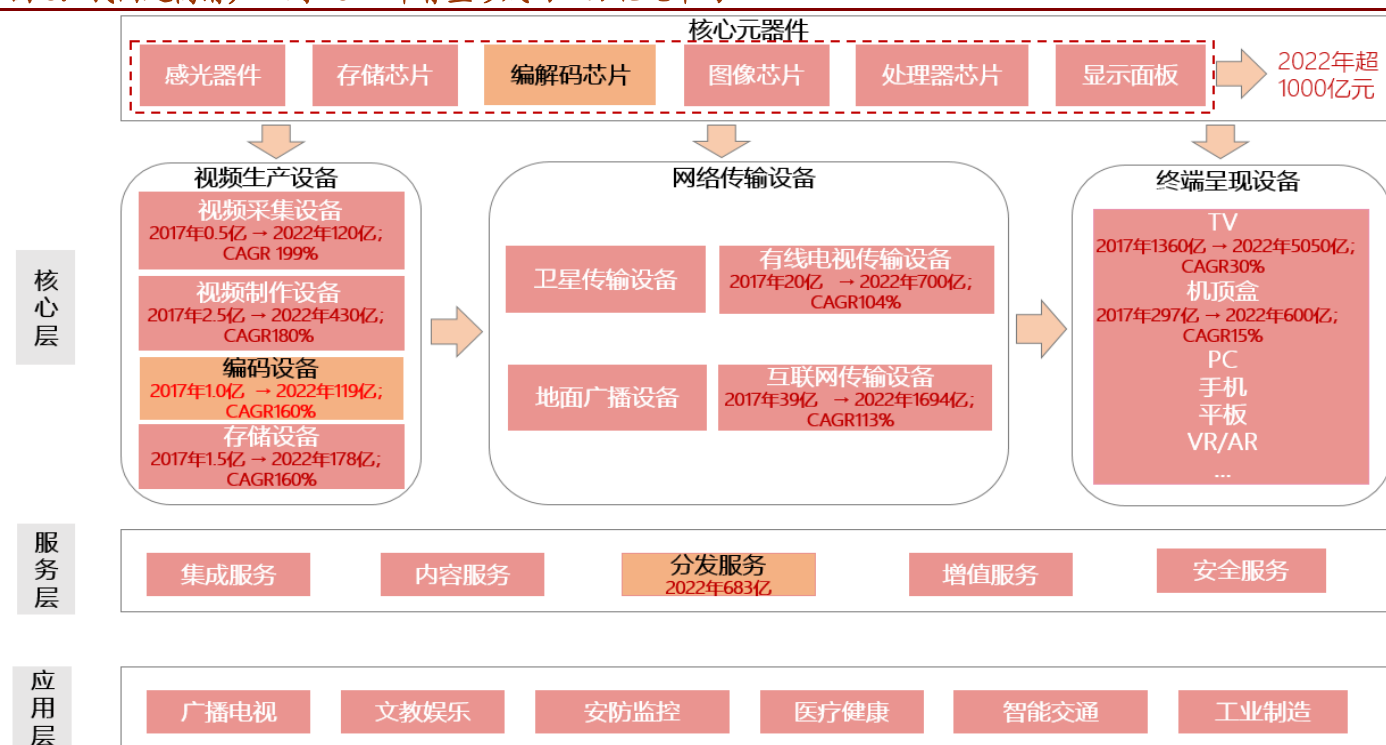 核心元器件
感光器件
存储芯片
编解码芯片
图像芯片
处理器芯片
显示面板
2022年超
1000亿元
核心层
视频生产设备
视频采集设备
2017年0.5亿 → 2022年120亿;
CAGR 199%
视频制作设备
2017年2.5亿 → 2022年430亿;
CAGR180%
编码设备
2017年1.0亿 → 2022年119亿;
CAGR160%
存储设备
2017年1.5亿 → 2022年178亿;
CAGR160%
网络传输设备
卫星传输设备
有线电视传输设备
2017年20亿 → 2022年700亿;
CAGR104%
地面广播设备
互联网传输设备
2017年39亿 → 2022年1694亿;
CAGR113%
终端呈现设备
TV
2017年1360亿 → 2022年5050亿;
CAGR30%
机顶盒
2017年297亿 → 2022年600亿;
CAGR15%
PC
手机
平板
VR/AR
...
服务层
集成服务
内容服务
分发服务
2022年683亿
增值服务
安全服务
应用层
广播电视
文教娱乐
安防监控
医疗健康
智能交通
工业制造